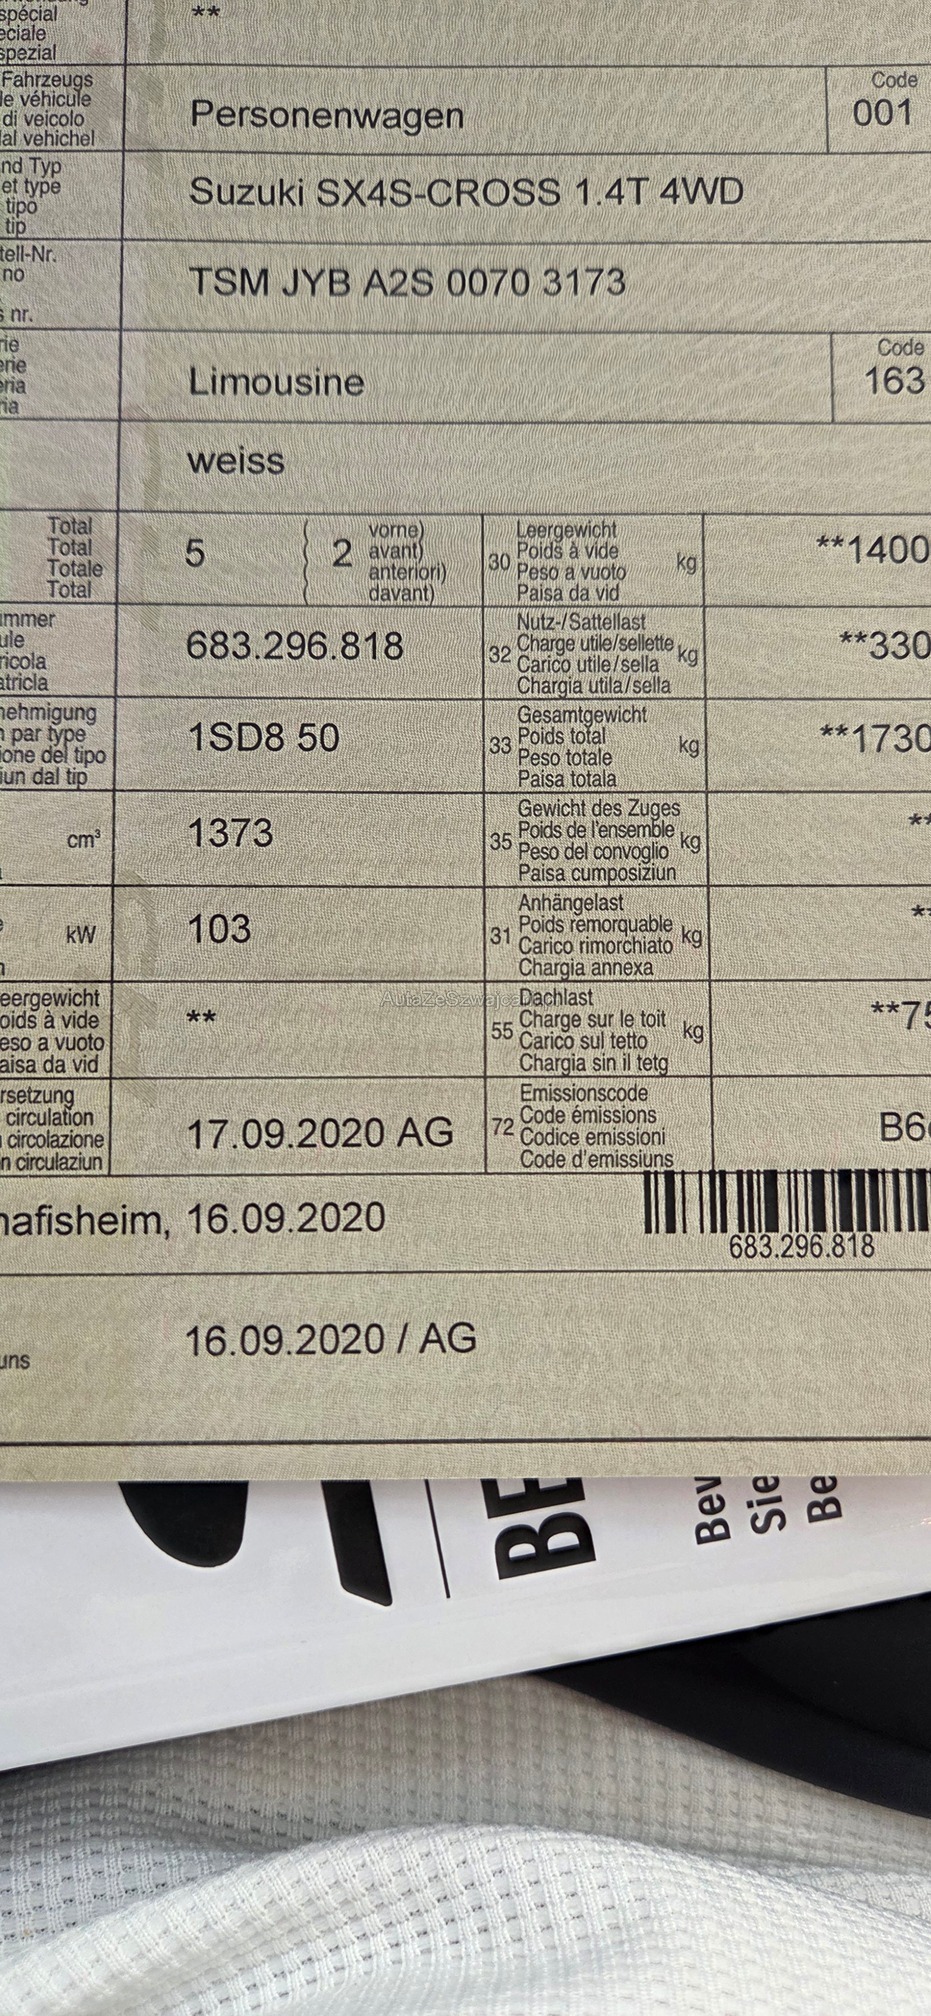 spécial **
eciale
spezial
Fahrzeugs
le véhicule
di veicolo
al vehichel
Personenwagen
Code
001
nd Typ
et type
tipo
tip
Suzuki SX4S-CROSS 1.4T 4WD
tell-Nr.
no
s nr.
TSM JYB A2S 0070 3173
rie
erie
eria
ria
Limousine
Code
163
weiss
Total
Total
Totale
Total
5
2
vorne)
avant)
anteriori)
davant)
30
Leergewicht
Poids à vide
Peso a vuoto
Paisa da vid
kg
**1400
ummer
ule
ricola
atricla
683.296.818
32
Nutz-/Sattellast
Charge utile/sellette
Carico utile/sella
Chargia utila/sella
kg
**330
nehmigung
n par type
ione del tipo
iun dal tip
1SD8 50
33
Gesamtgewicht
Poids total
Peso totale
Paisa totala
kg
**1730
cm³
1373
35
Gewicht des Zuges
Poids de l'ensemble
Peso del convoglio
Paisa cumposiziun
kg
**
kW
103
31
Anhängelast
Poids remorquable
Carico rimorchiato
Chargia annexa
kg
**
eergewicht
oids à vide
eso a vuoto
aisa da vid
**
AutaZeSzwajcarii
55
Dachlast
Charge sur le toit
Carico sul tetto
Chargia sin il tetg
kg
**75
rsetzung
circulation
circolazione
n circulaziun
17.09.2020 AG
72
Emissionscode
Code émissions
Codice emissioni
Code d'emissiuns
B6
hafisheim, 16.09.2020
683.296.818
uns
16.09.2020 / AG
BE
Bev
Sie
Be